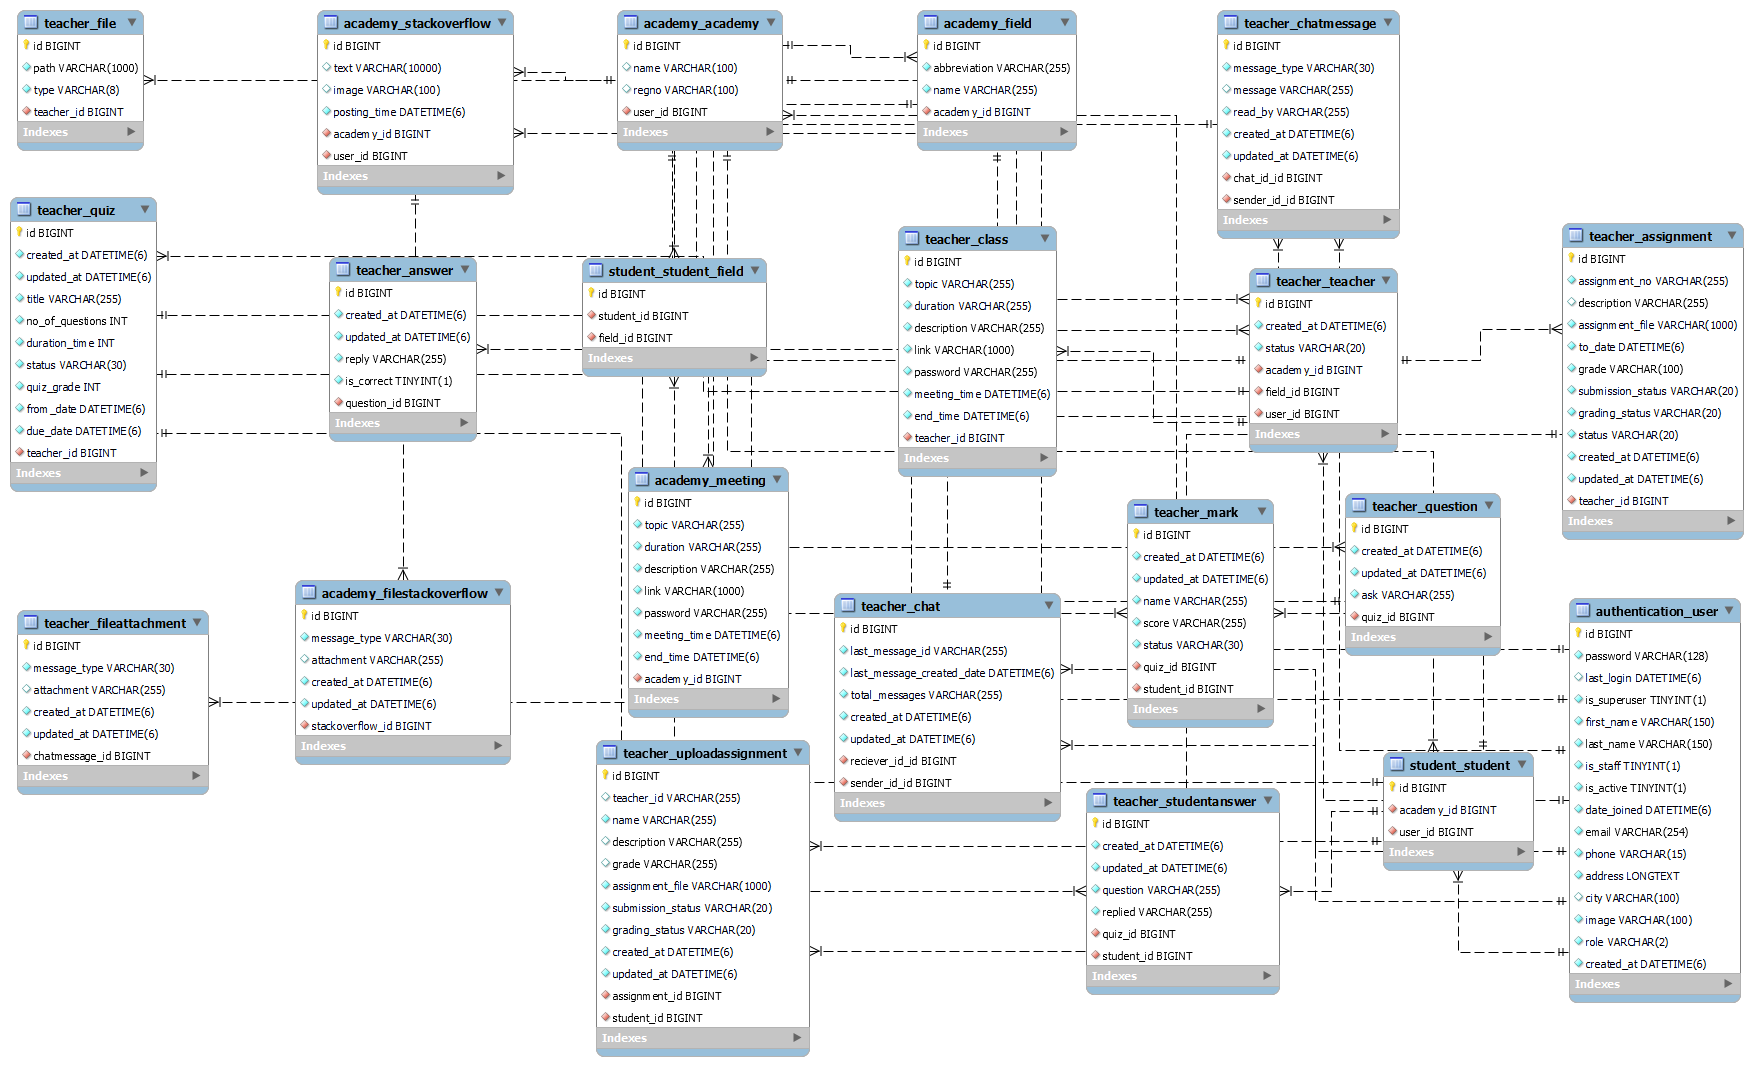 teacher_file
id BIGINT
path VARCHAR(1000)
type VARCHAR(8)
teacher_id BIGINT
Indexes
academy_stackoverflow
id BIGINT
text VARCHAR(10000)
image VARCHAR(100)
posting_time DATETIME(6)
academy_id BIGINT
user_id BIGINT
Indexes
academy_academy
id BIGINT
name VARCHAR(100)
regno VARCHAR(100)
user_id BIGINT
Indexes
academy_field
id BIGINT
abbreviation VARCHAR(255)
name VARCHAR(255)
academy_id BIGINT
Indexes
teacher_chatmessage
id BIGINT
message_type VARCHAR(30)
message VARCHAR(255)
read_by VARCHAR(255)
created_at DATETIME(6)
updated_at DATETIME(6)
chat_id_id BIGINT
sender_id_id BIGINT
Indexes
teacher_quiz
id BIGINT
created_at DATETIME(6)
updated_at DATETIME(6)
title VARCHAR(255)
no_of_questions INT
duration_time INT
status VARCHAR(30)
quiz_grade INT
from_date DATETIME(6)
due_date DATETIME(6)
teacher_id BIGINT
Indexes
teacher_answer
id BIGINT
created_at DATETIME(6)
updated_at DATETIME(6)
reply VARCHAR(255)
is_correct TINYINT(1)
question_id BIGINT
Indexes
student_student_field
id BIGINT
student_id BIGINT
field_id BIGINT
Indexes
teacher_class
id BIGINT
topic VARCHAR(255)
duration VARCHAR(255)
description VARCHAR(255)
link VARCHAR(1000)
password VARCHAR(255)
meeting_time DATETIME(6)
end_time DATETIME(6)
teacher_id BIGINT
Indexes
teacher_teacher
id BIGINT
created_at DATETIME(6)
status VARCHAR(20)
academy_id BIGINT
field_id BIGINT
user_id BIGINT
Indexes
teacher_assignment
id BIGINT
assignment_no VARCHAR(255)
description VARCHAR(255)
assignment_file VARCHAR(1000)
to_date DATETIME(6)
grade VARCHAR(100)
submission_status VARCHAR(20)
grading_status VARCHAR(20)
status VARCHAR(20)
created_at DATETIME(6)
updated_at DATETIME(6)
teacher_id BIGINT
Indexes
academy_meeting
id BIGINT
topic VARCHAR(255)
duration VARCHAR(255)
description VARCHAR(255)
link VARCHAR(1000)
password VARCHAR(255)
meeting_time DATETIME(6)
end_time DATETIME(6)
academy_id BIGINT
Indexes
teacher_mark
id BIGINT
created_at DATETIME(6)
updated_at DATETIME(6)
name VARCHAR(255)
score VARCHAR(255)
status VARCHAR(30)
quiz_id BIGINT
student_id BIGINT
Indexes
teacher_question
id BIGINT
created_at DATETIME(6)
updated_at DATETIME(6)
ask VARCHAR(255)
quiz_id BIGINT
Indexes
teacher_fileattachment
id BIGINT
message_type VARCHAR(30)
attachment VARCHAR(255)
created_at DATETIME(6)
updated_at DATETIME(6)
chatmessage_id BIGINT
Indexes
academy_filestackoverflow
id BIGINT
message_type VARCHAR(30)
attachment VARCHAR(255)
created_at DATETIME(6)
updated_at DATETIME(6)
stackoverflow_id BIGINT
Indexes
teacher_chat
id BIGINT
last_message_id VARCHAR(255)
last_message_created_date DATETIME(6)
total_messages VARCHAR(255)
created_at DATETIME(6)
updated_at DATETIME(6)
reciever_id_id BIGINT
sender_id_id BIGINT
Indexes
authentication_user
id BIGINT
password VARCHAR(128)
last_login DATETIME(6)
is_superuser TINYINT(1)
first_name VARCHAR(150)
last_name VARCHAR(150)
is_staff TINYINT(1)
is_active TINYINT(1)
date_joined DATETIME(6)
email VARCHAR(254)
phone VARCHAR(15)
address LONGTEXT
city VARCHAR(100)
image VARCHAR(100)
role VARCHAR(2)
created_at DATETIME(6)
Indexes
teacher_uploadassignment
id BIGINT
teacher_id VARCHAR(255)
name VARCHAR(255)
description VARCHAR(255)
grade VARCHAR(255)
assignment_file VARCHAR(1000)
submission_status VARCHAR(20)
grading_status VARCHAR(20)
created_at DATETIME(6)
updated_at DATETIME(6)
assignment_id BIGINT
student_id BIGINT
Indexes
teacher_studentanswer
id BIGINT
created_at DATETIME(6)
updated_at DATETIME(6)
question VARCHAR(255)
replied VARCHAR(255)
quiz_id BIGINT
student_id BIGINT
Indexes
student_student
id BIGINT
academy_id BIGINT
user_id BIGINT
Indexes